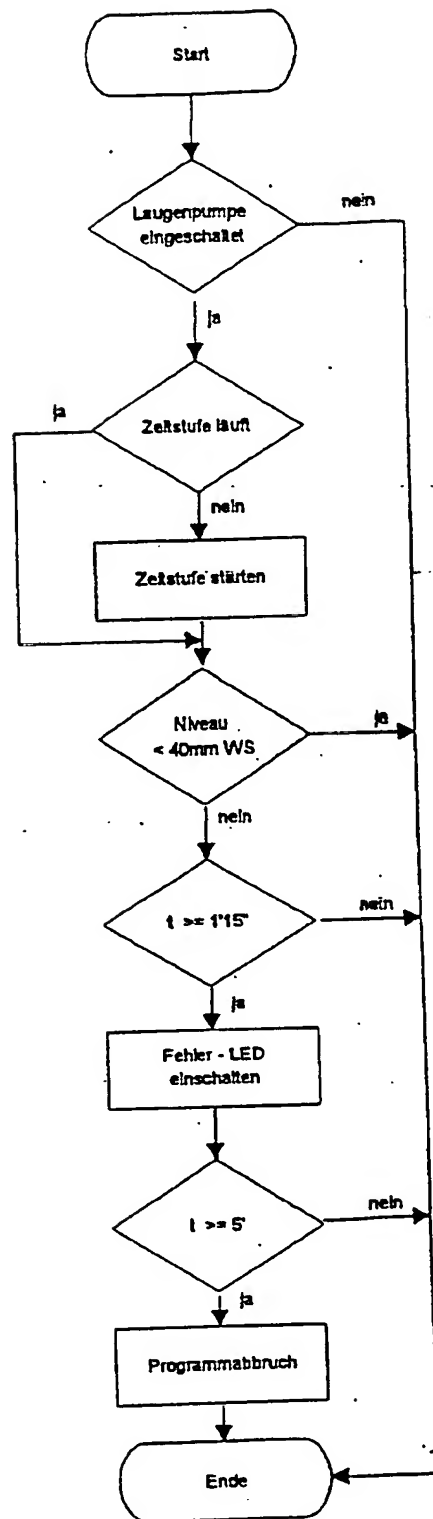 Start
Laugenpumpe
eingeschaltet
nein
ja
ja
Zeitstufe läuft
nein
Zeitstufe stärten
Niveau
< 40mm WS
ja
nein
t >= 1'15"
nein
ja
Fehler - LED
einschalten
t >= 5'
nein
ja
Programmabbruch
Ende